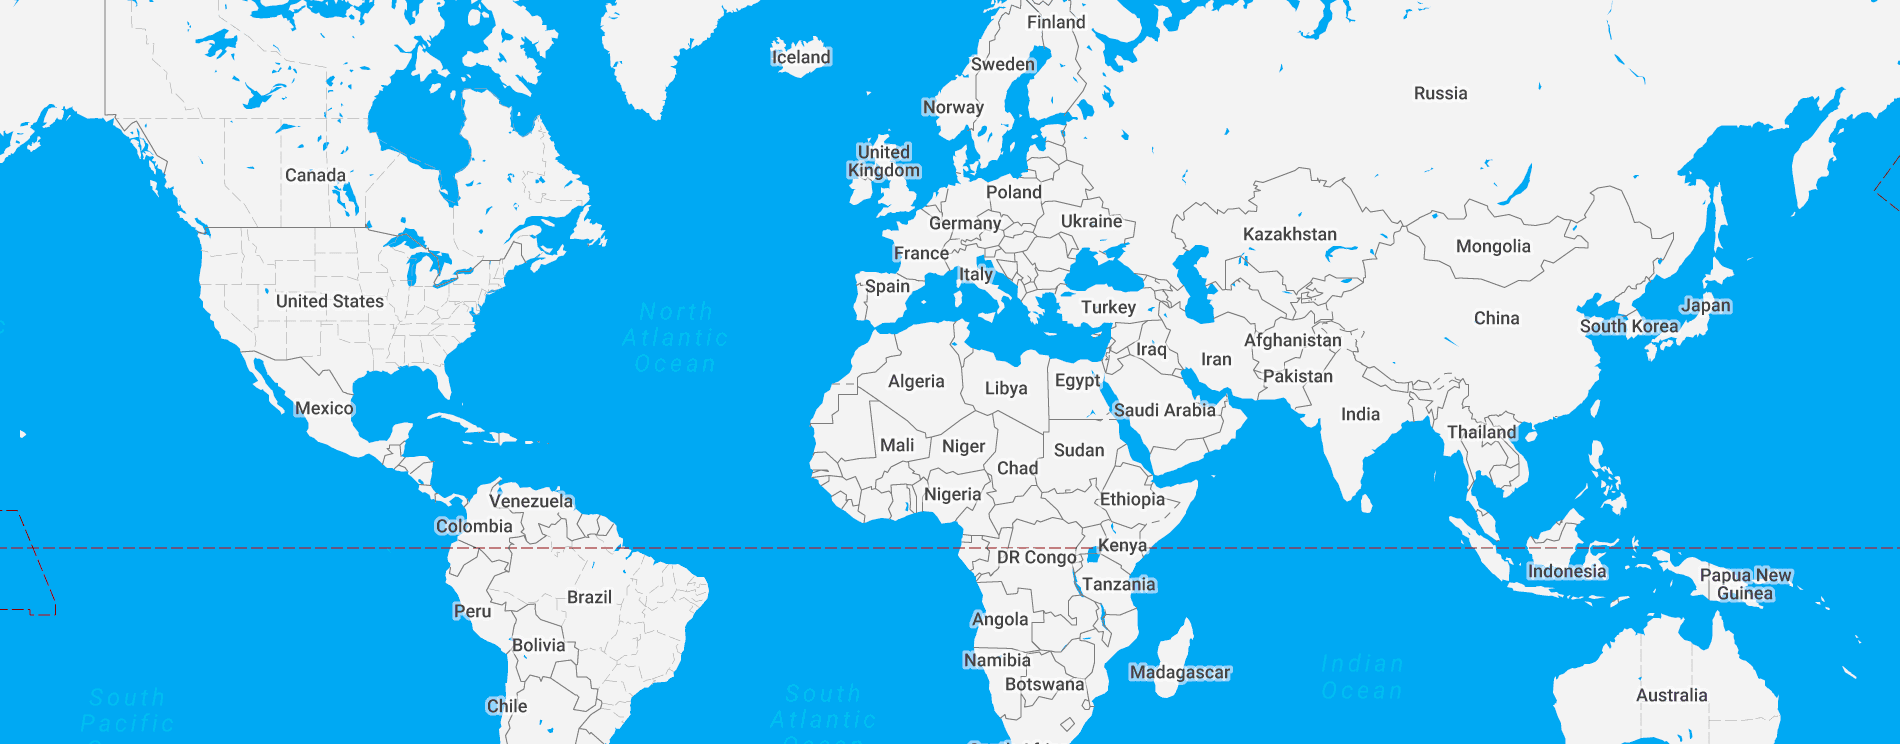 Finland
Iceland
Sweden
Russia
Norway
United
Kingdom
Canada
Poland
Germany
Ukraine
Kazakhstan
Mongolia
France
Italy
Spain
United States
Turkey
Japan
China
South Korea
North
Atlantic
Ocean
Afghanistan
Iraq
Iran
Pakistan
Algeria
Libya
Egypt
Saudi Arabia
India
Mexico
Thailand
Mali
Niger
Sudan
Chad
Venezuela
Nigeria
Ethiopia
Colombia
Kenya
DR Congo
Indonesia
Papua New
Guinea
Tanzania
Brazil
Peru
Angola
Bolivia
Namibia
Madagascar
Botswana
Indian
Ocean
Australia
Chile
South
Pacific
South
Atlantic